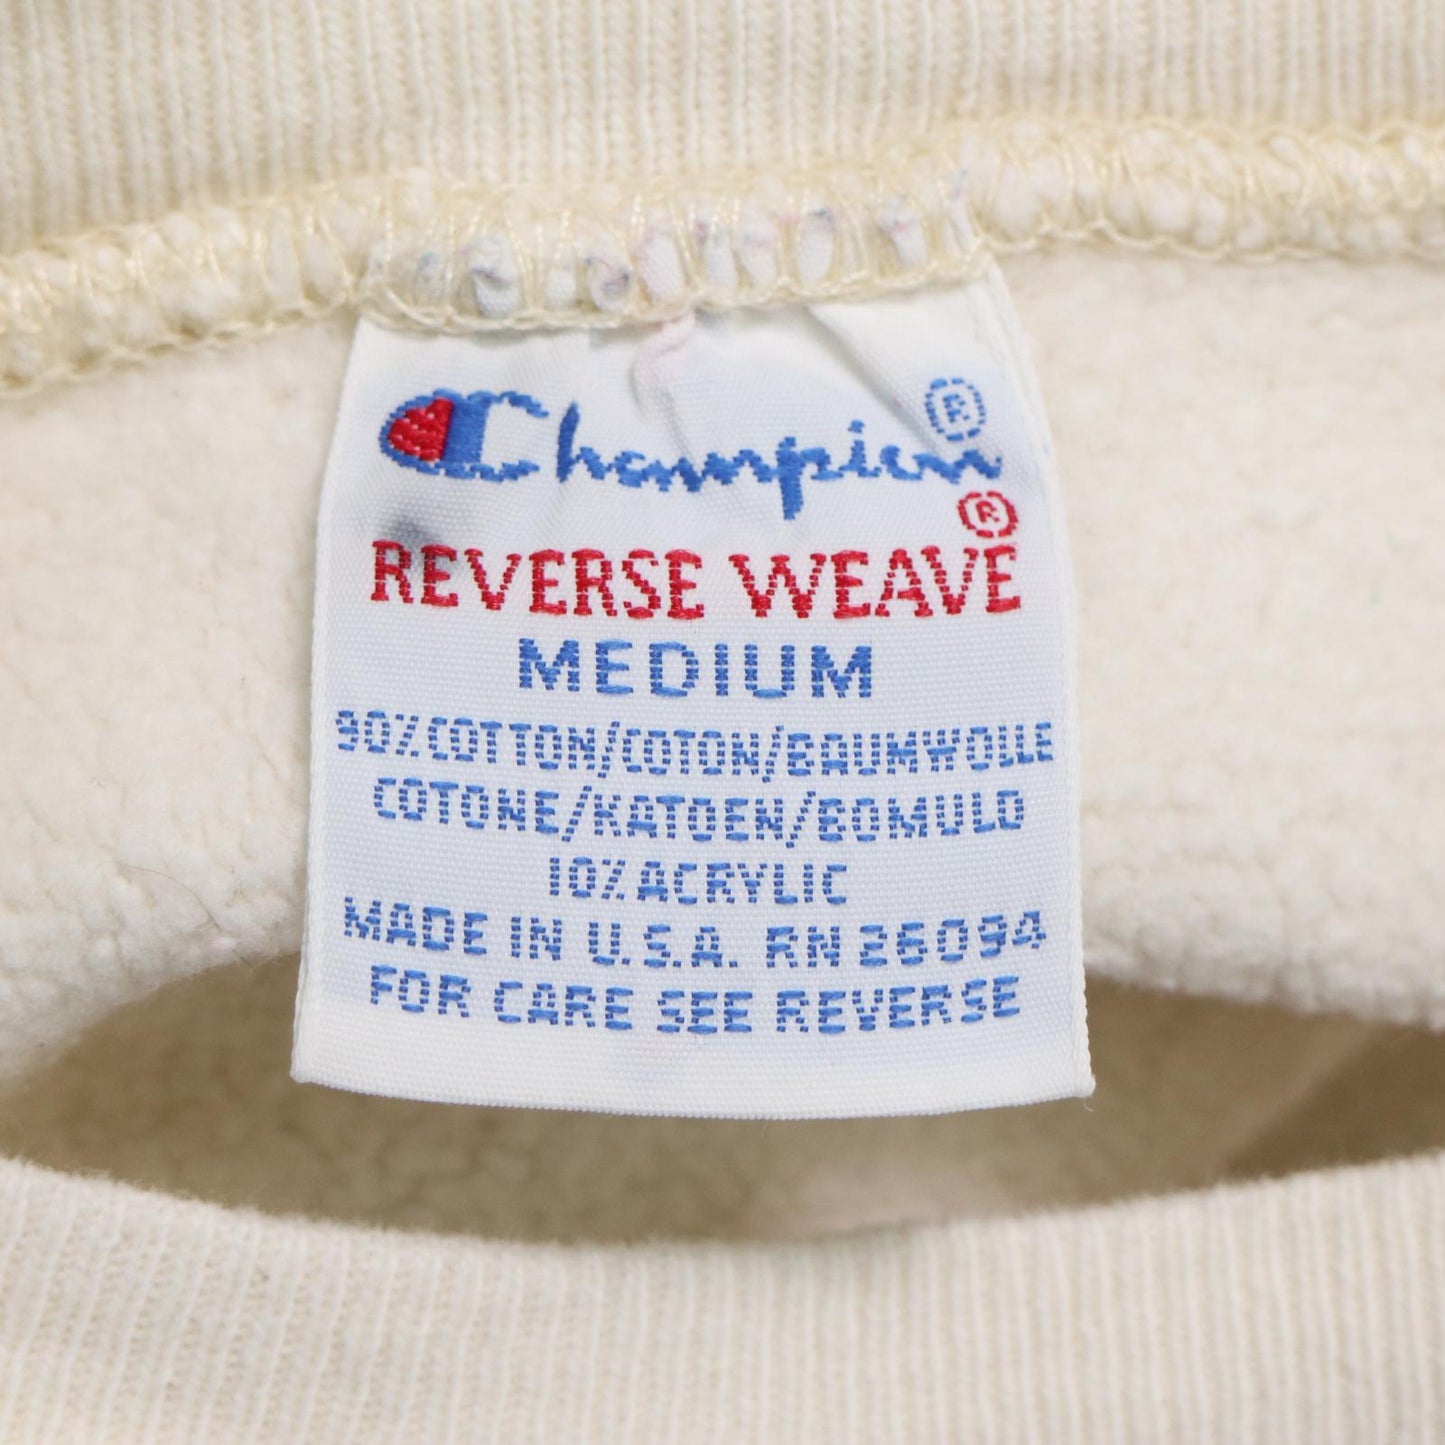 Champion®
REVERSE WEAVE®
MEDIUM
90% COTTON/COTON/BAUMWOLLE
COTONE/KATOEN/BOMULD
10% ACRYLIC
MADE IN U.S.A. RN 26094
FOR CARE SEE REVERSE